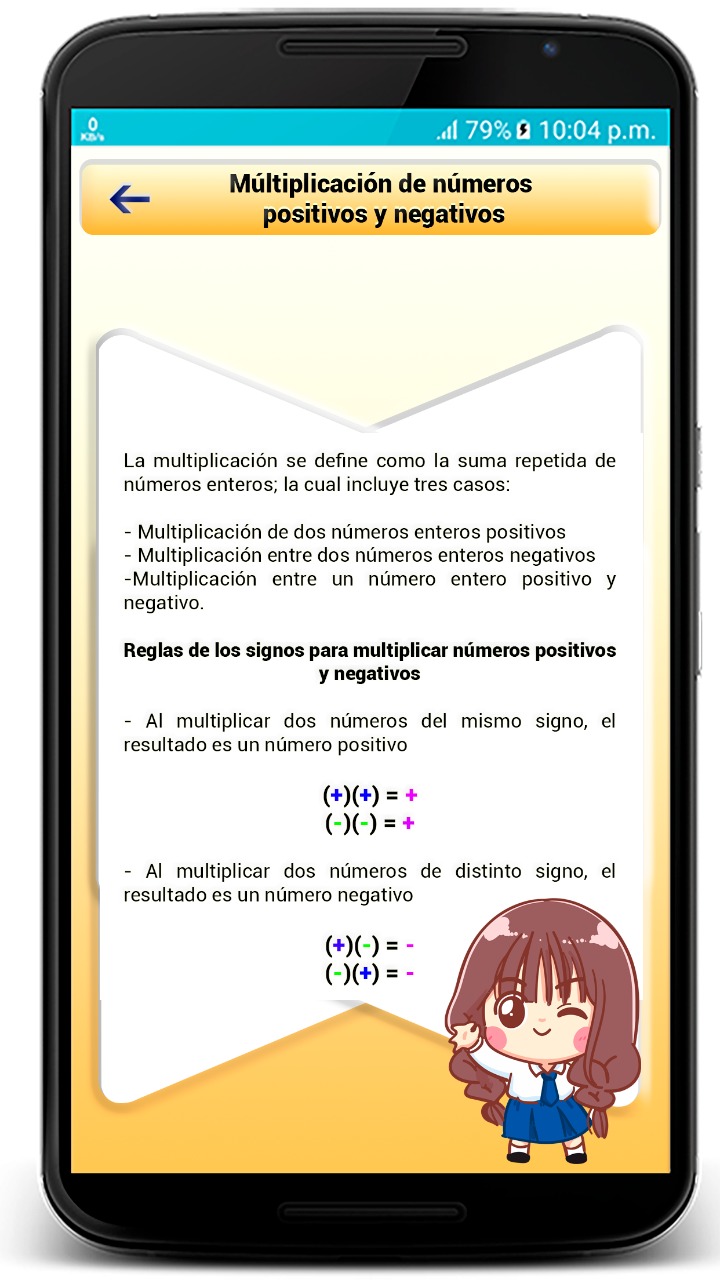 0
KB/s
79% 10:04 p.m.
Múltiplicación de números
positivos y negativos
La multiplicación se define como la suma repetida de
números enteros; la cual incluye tres casos:
- Multiplicación de dos números enteros positivos
- Multiplicación entre dos números enteros negativos
-Multiplicación entre un número entero positivo y
negativo.
Reglas de los signos para multiplicar números positivos
y negativos
- Al multiplicar dos números del mismo signo, el
resultado es un número positivo
(+)(+) = +
(-)(-) = +
- Al multiplicar dos números de distinto signo, el
resultado es un número negativo
(+)(-) = -
(-)(+) = -